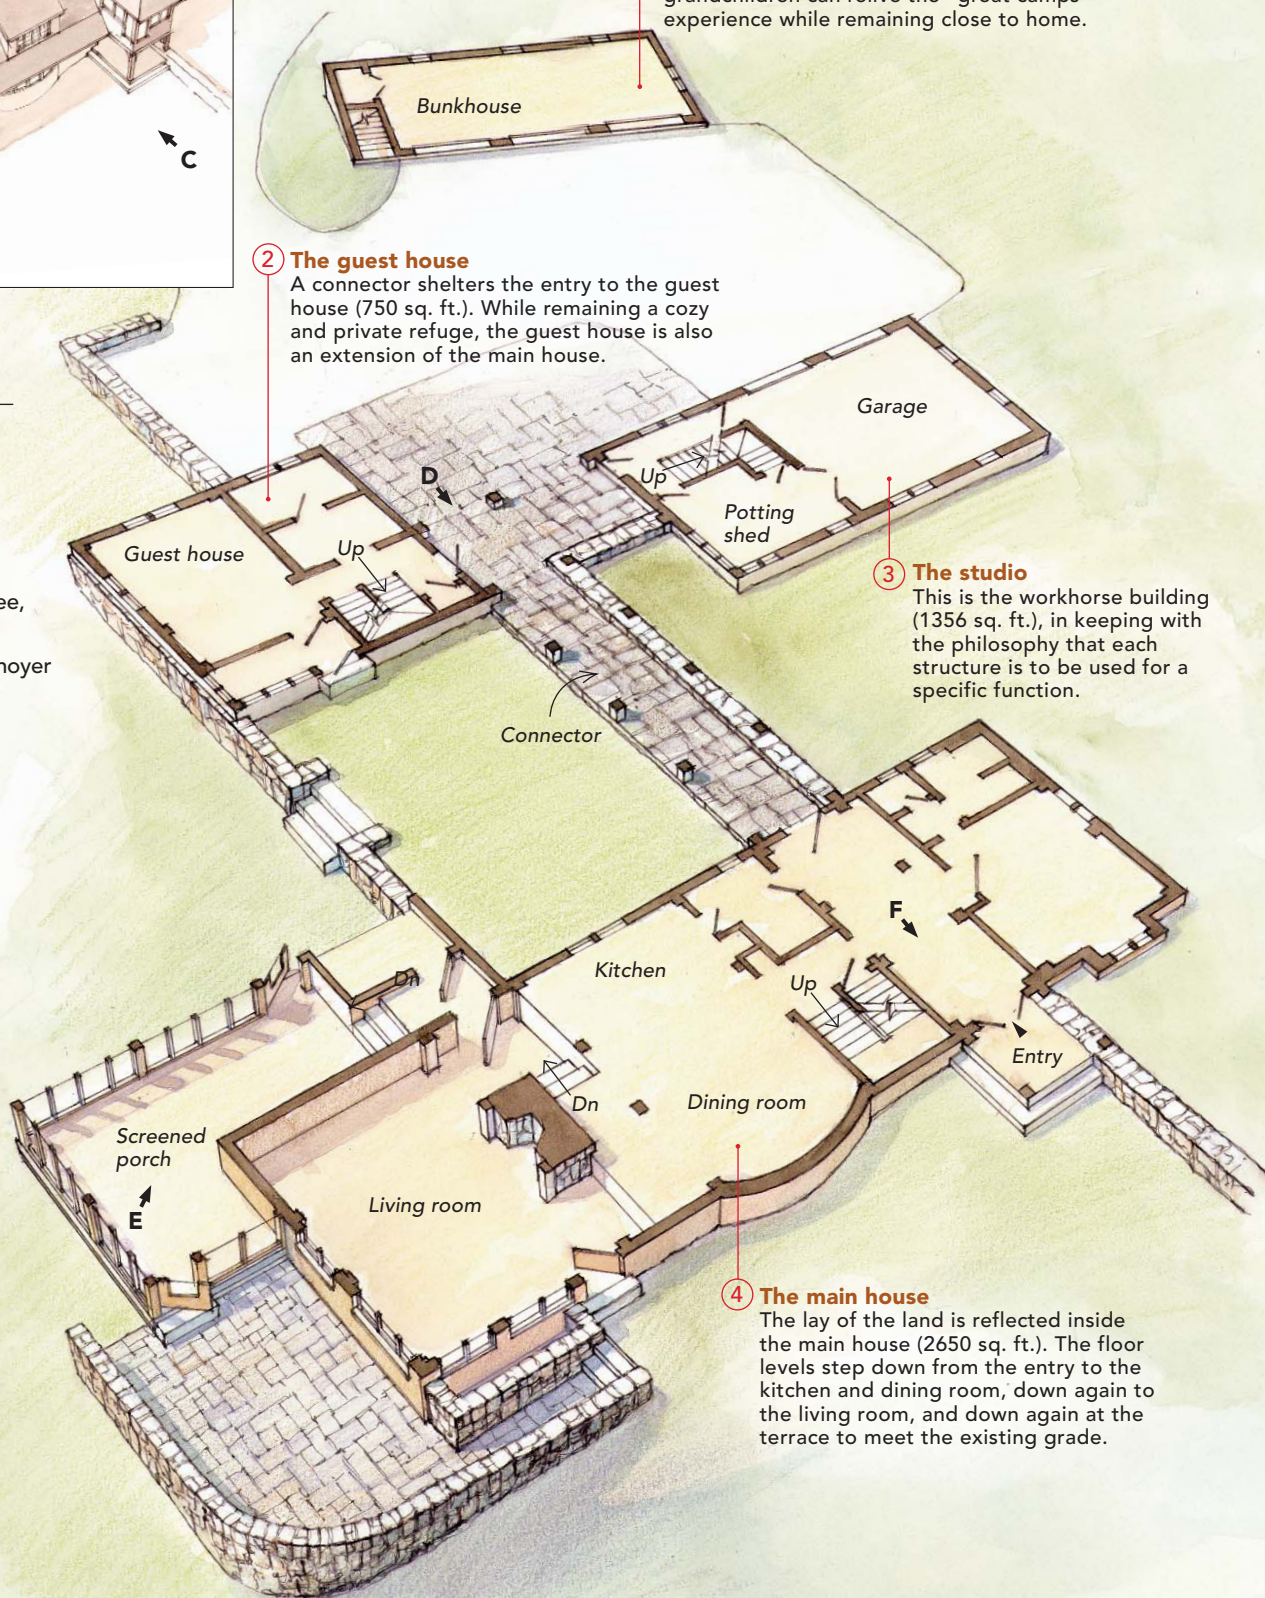 experience while remaining close to home.
Bunkhouse
C
2 The guest house
A connector shelters the entry to the guest
house (750 sq. ft.). While remaining a cozy
and private refuge, the guest house is also
an extension of the main house.
Garage
D
Up
Potting
shed
Guest house
Up
3 The studio
This is the workhorse building
(1356 sq. ft.), in keeping with
the philosophy that each
structure is to be used for a
specific function.
Connector
F
Kitchen
Dn
Up
Entry
Dn
Dining room
Screened
porch
E
Living room
4 The main house
The lay of the land is reflected inside
the main house (2650 sq. ft.). The floor
levels step down from the entry to the
kitchen and dining room, down again to
the living room, and down again at the
terrace to meet the existing grade.